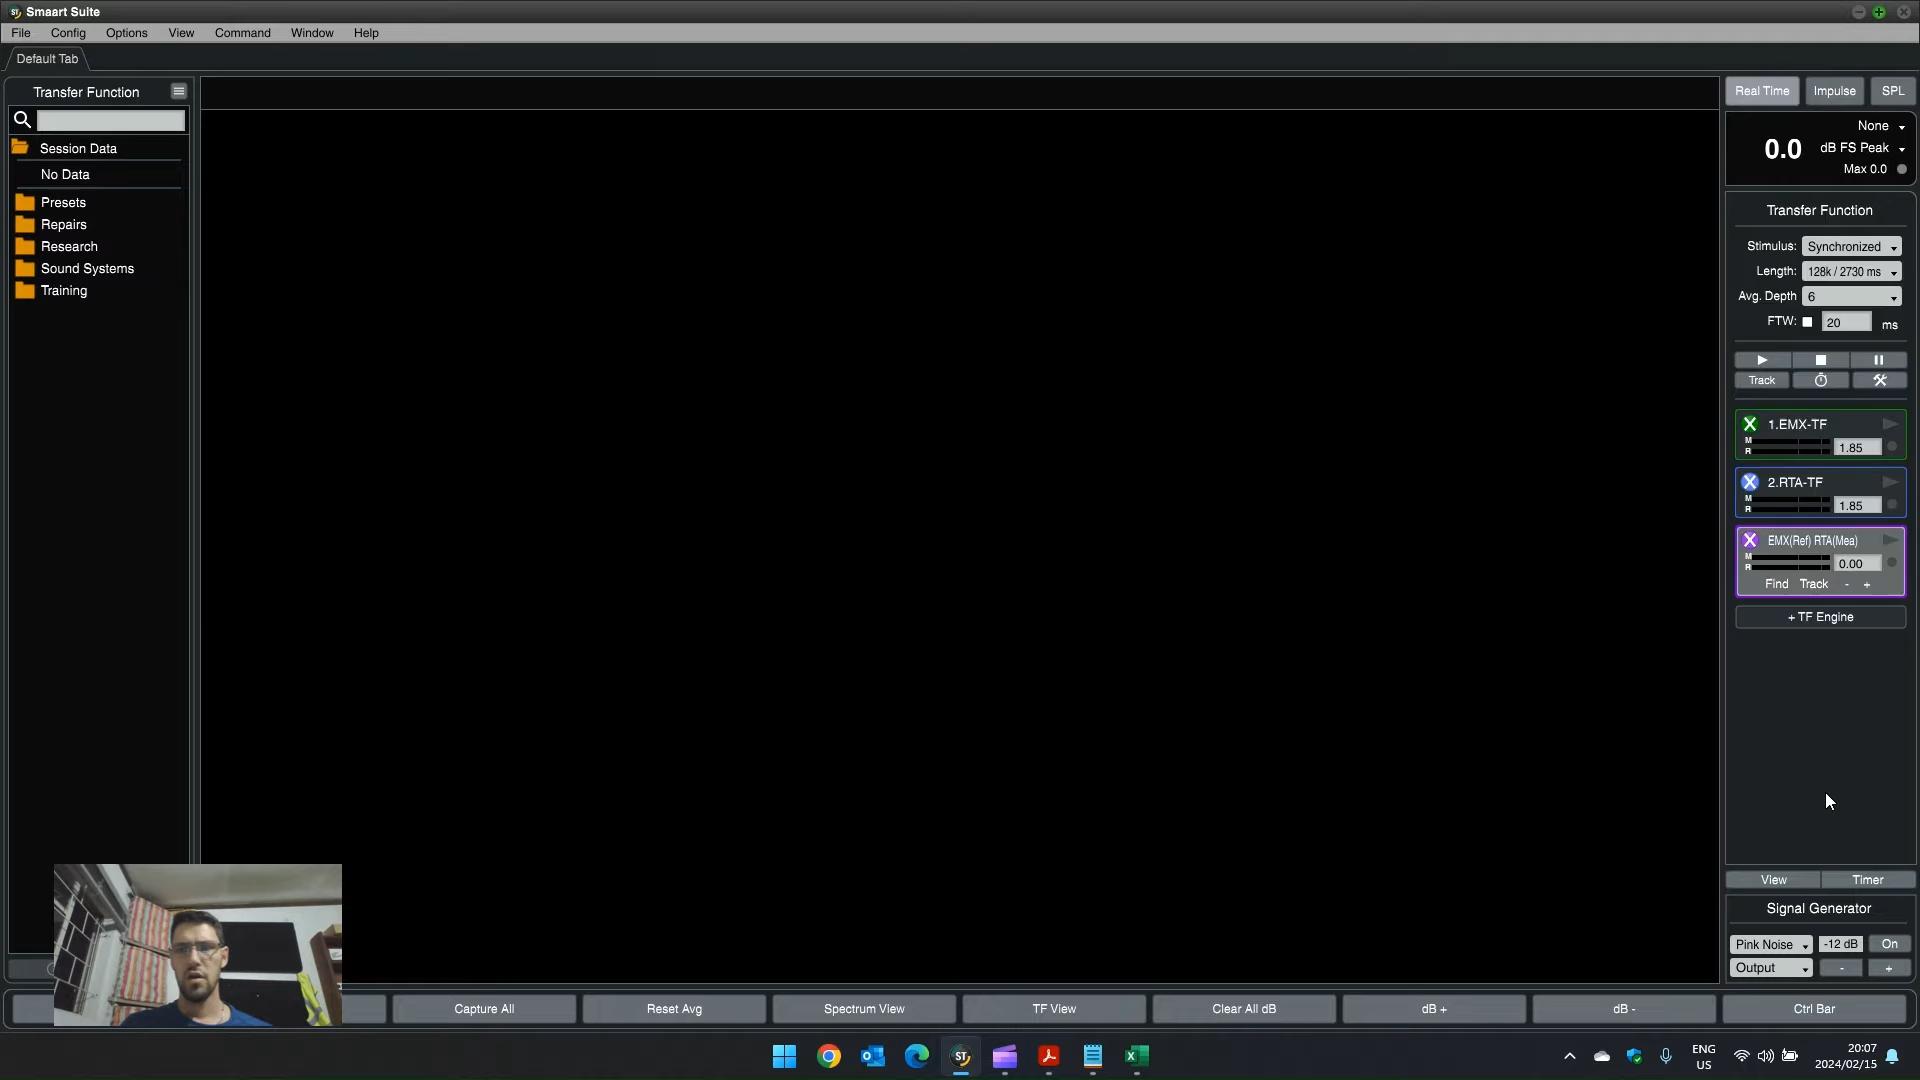 ST Smaart Suite
File Config Options View Command Window Help
Default Tab
Transfer Function
Session Data
No Data
Presets
Repairs
Research
Sound Systems
Training
Real Time Impulse SPL
None
0.0 dB FS Peak
Max 0.0
Transfer Function
Stimulus: Synchronized
Length: 128k / 2730 ms
Avg. Depth 6
FTW: 20 ms
Track
X 1.EMX-TF
M
R 1.85
X 2.RTA-TF
M
R 1.85
X EMX(Ref) RTA(Mea)
M
R 0.00
Find Track - +
+ TF Engine
View Timer
Signal Generator
Pink Noise -12 dB On
Output - +
Capture All Reset Avg Spectrum View TF View Clear All dB dB + dB - Ctrl Bar
ST
ENG
US
20:07
2024/02/15